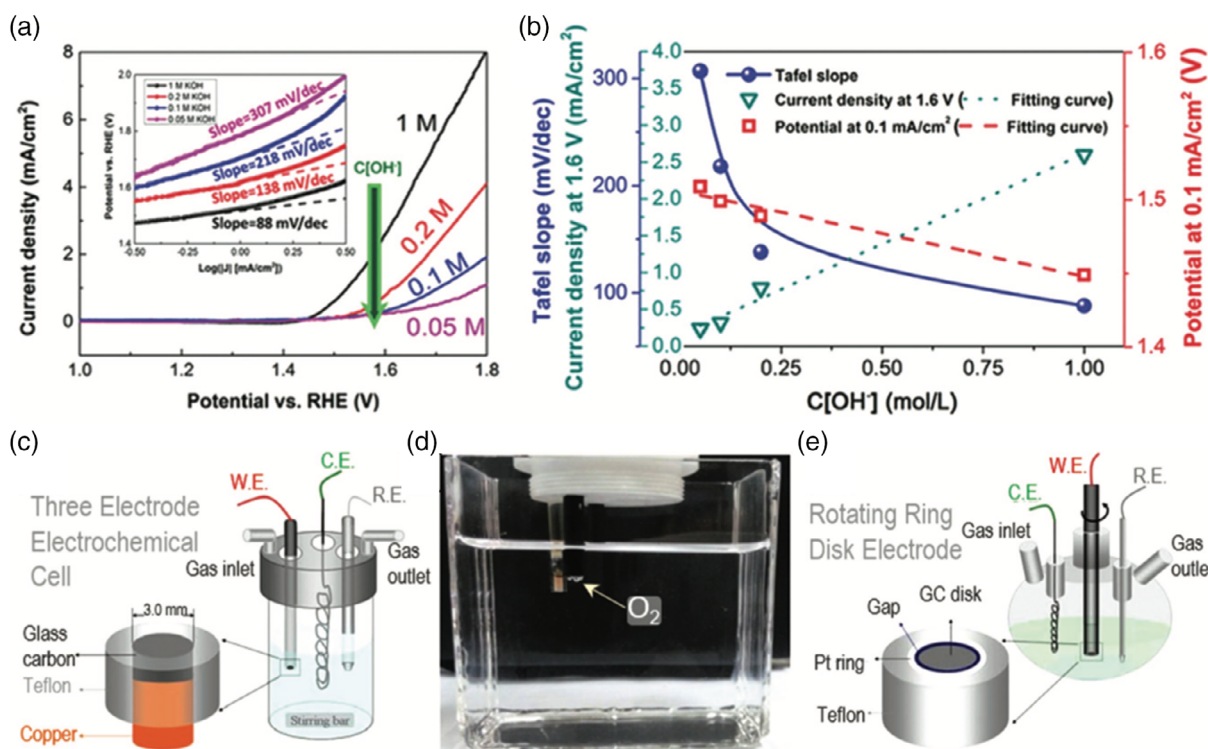 (a)
8
6
4
2
0
Current density (mA/cm²)
1.0
1.2
1.4
1.6
1.8
Potential vs. RHE (V)
1 M
0.2 M
0.1 M
0.05 M
C[OH⁻]
2.0
1.8
1.6
1.4
Potential vs. RHE (V)
1 M KOH
0.2 M KOH
0.1 M KOH
0.05 M KOH
Slope=307 mV/dec
Slope=218 mV/dec
Slope=138 mV/dec
Slope=88 mV/dec
-0.50
-0.25
0.00
0.25
0.50
Log(|J| [mA/cm²])
(b)
300
200
100
Tafel slope (mV/dec)
4.0
3.5
3.0
2.5
2.0
1.5
1.0
0.5
0.0
Current density at 1.6 V (mA/cm²)
Tafel slope
Current density at 1.6 V ( Fitting curve)
Potential at 0.1 mA/cm² ( Fitting curve)
1.6
1.5
1.4
Potential at 0.1 mA/cm² (V)
0.00
0.25
0.50
0.75
1.00
C[OH⁻] (mol/L)
(c)
Three Electrode
Electrochemical
Cell
W.E.
C.E.
R.E.
Gas inlet
Gas
outlet
3.0 mm
Glass
carbon
Teflon
Copper
Stirring bar
(d)
O₂
(e)
Rotating Ring
Disk Electrode
W.E.
C.E.
R.E.
Gas inlet
Gas
outlet
GC disk
Gap
Pt ring
Teflon